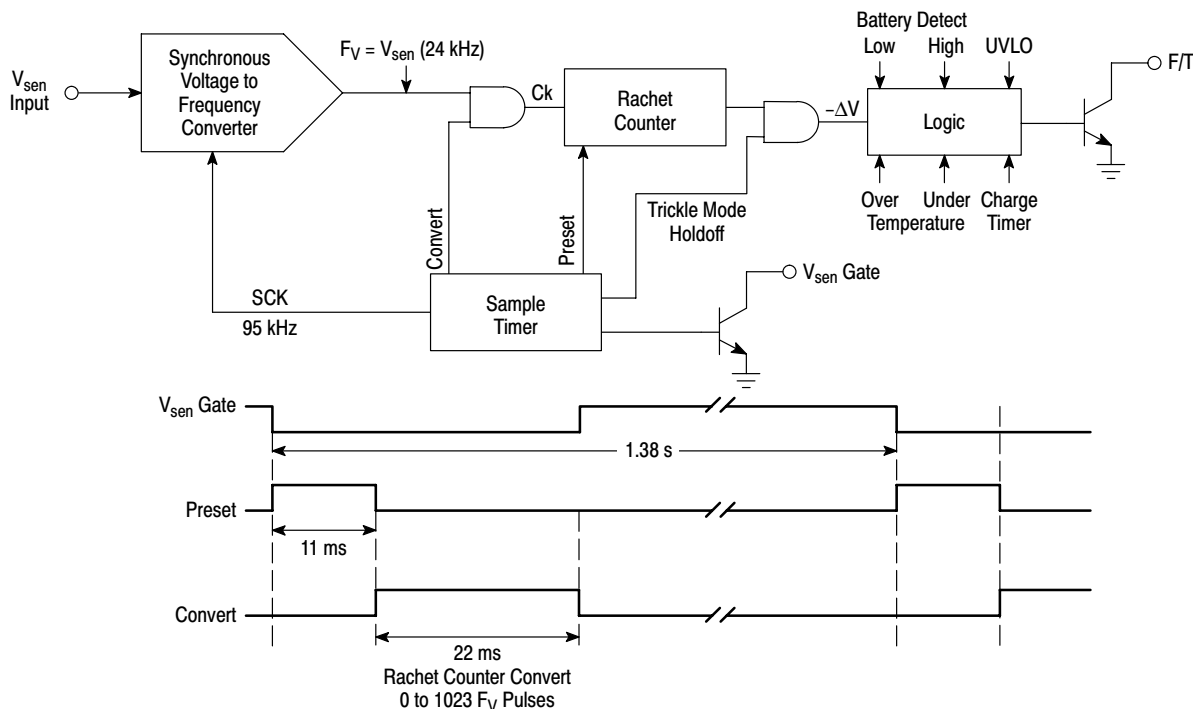 Battery Detect
Low High UVLO
F/T
F_V = V_sen (24 kHz)
Synchronous
Voltage to
Frequency
Converter
V_sen
Input
Ck
Rachet
Counter
–ΔV
Logic
Over
Temperature
Under
Charge
Timer
Trickle Mode
Holdoff
Convert
Preset
V_sen Gate
SCK
95 kHz
Sample
Timer
V_sen Gate
1.38 s
Preset
11 ms
Convert
22 ms
Rachet Counter Convert
0 to 1023 F_V Pulses